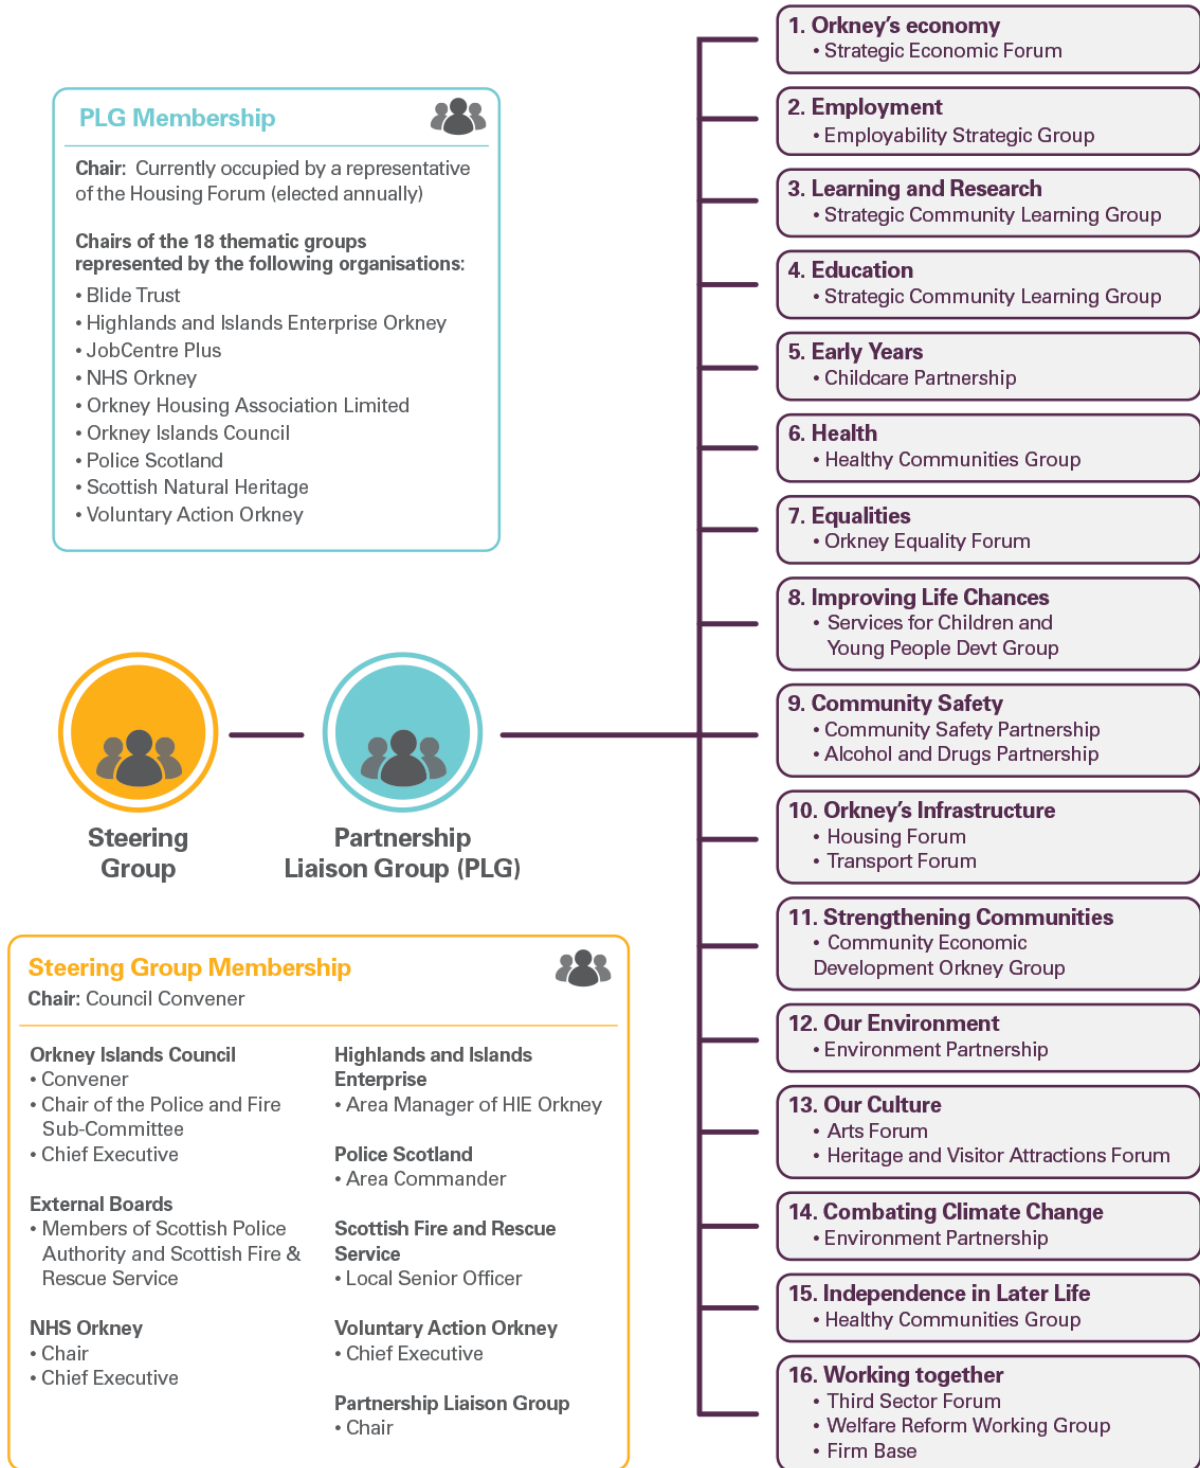 PLG Membership
Chair: Currently occupied by a representative
of the Housing Forum (elected annually)
Chairs of the 18 thematic groups
represented by the following organisations:
• Blide Trust
• Highlands and Islands Enterprise Orkney
• JobCentre Plus
• NHS Orkney
• Orkney Housing Association Limited
• Orkney Islands Council
• Police Scotland
• Scottish Natural Heritage
• Voluntary Action Orkney
Steering
Group
Partnership
Liaison Group (PLG)
Steering Group Membership
Chair: Council Convener
Orkney Islands Council
• Convener
• Chair of the Police and Fire
Sub-Committee
• Chief Executive
External Boards
• Members of Scottish Police
Authority and Scottish Fire &
Rescue Service
NHS Orkney
• Chair
• Chief Executive
Highlands and Islands
Enterprise
• Area Manager of HIE Orkney
Police Scotland
• Area Commander
Scottish Fire and Rescue
Service
• Local Senior Officer
Voluntary Action Orkney
• Chief Executive
Partnership Liaison Group
• Chair
1. Orkney's economy
• Strategic Economic Forum
2. Employment
• Employability Strategic Group
3. Learning and Research
• Strategic Community Learning Group
4. Education
• Strategic Community Learning Group
5. Early Years
• Childcare Partnership
6. Health
• Healthy Communities Group
7. Equalities
• Orkney Equality Forum
8. Improving Life Chances
• Services for Children and
Young People Devt Group
9. Community Safety
• Community Safety Partnership
• Alcohol and Drugs Partnership
10. Orkney's Infrastructure
• Housing Forum
• Transport Forum
11. Strengthening Communities
• Community Economic
Development Orkney Group
12. Our Environment
• Environment Partnership
13. Our Culture
• Arts Forum
• Heritage and Visitor Attractions Forum
14. Combating Climate Change
• Environment Partnership
15. Independence in Later Life
• Healthy Communities Group
16. Working together
• Third Sector Forum
• Welfare Reform Working Group
• Firm Base